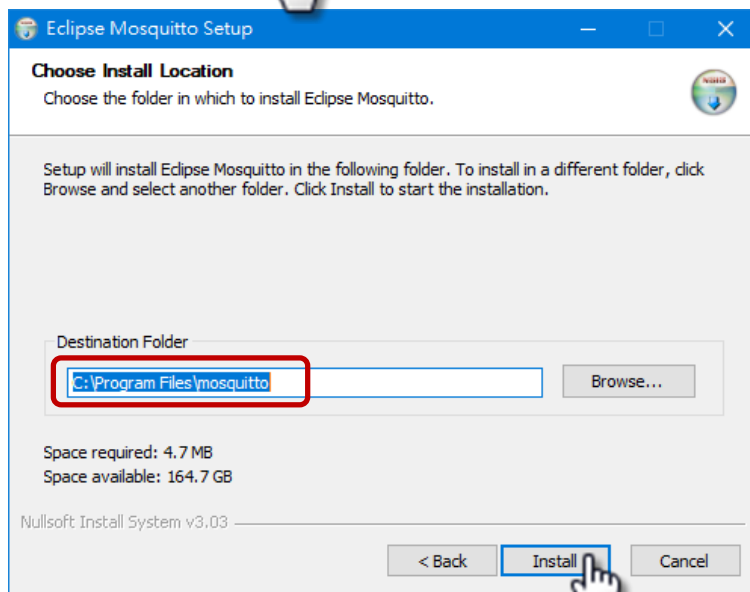 Eclipse Mosquitto Setup
Choose Install Location
Choose the folder in which to install Eclipse Mosquitto.
Setup will install Eclipse Mosquitto in the following folder. To install in a different folder, click
Browse and select another folder. Click Install to start the installation.
Destination Folder
C:\Program Files\mosquitto
Browse...
Space required: 4.7 MB
Space available: 164.7 GB
Nullsoft Install System v3.03
< Back Install Cancel